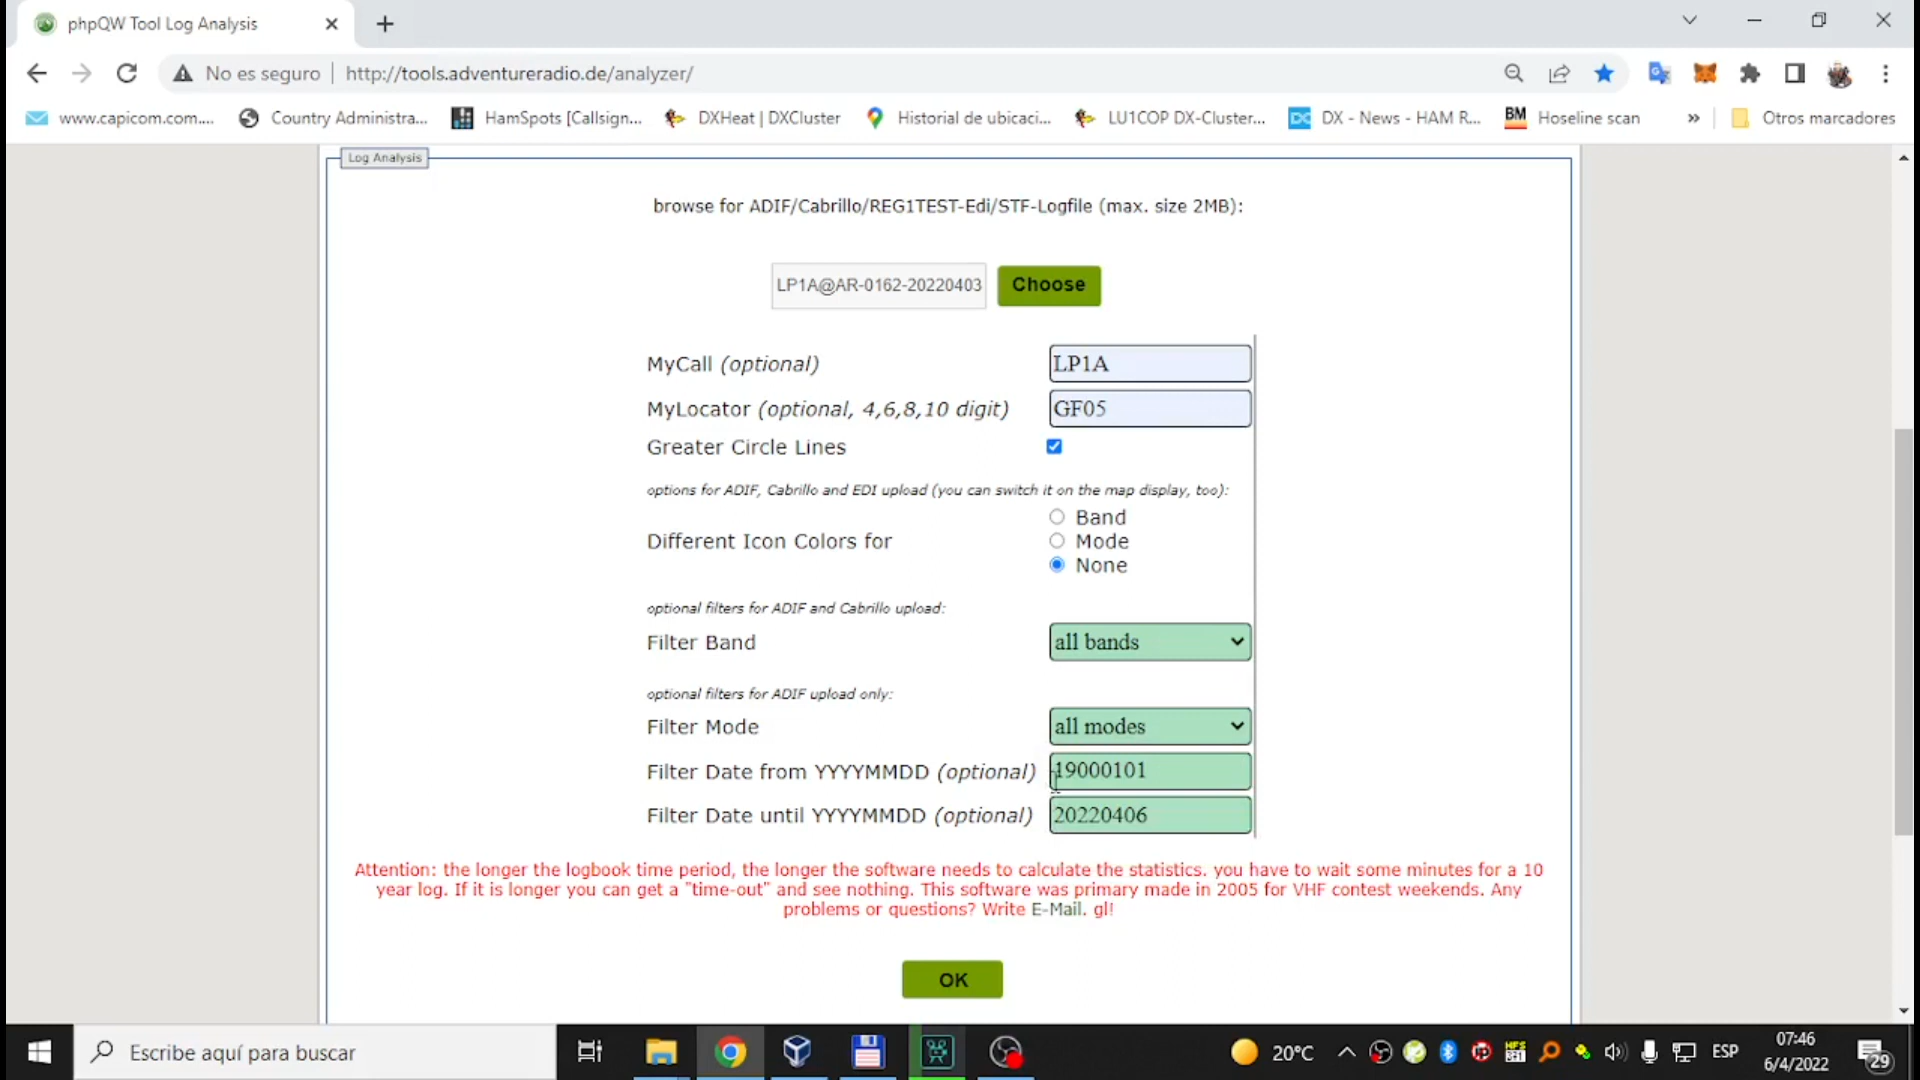 phpQW Tool Log Analysis
No es seguro http://tools.adventureradio.de/analyzer/
www.capicom.com.... Country Administra... HamSpots [Callsign... DXHeat | DXCluster Historial de ubicaci... LU1COP DX-Cluster... DX - News - HAM R... BM Hoseline scan » Otros marcadores
Log Analysis
browse for ADIF/Cabrillo/REG1TEST-Edi/STF-Logfile (max. size 2MB):
LP1A@AR-0162-20220403 Choose
MyCall (optional) LP1A
MyLocator (optional, 4,6,8,10 digit) GF05
Greater Circle Lines
options for ADIF, Cabrillo and EDI upload (you can switch it on the map display, too):
Band
Different Icon Colors for Mode
None
optional filters for ADIF and Cabrillo upload:
Filter Band all bands
optional filters for ADIF upload only:
Filter Mode all modes
Filter Date from YYYYMMDD (optional) 19000101
Filter Date until YYYYMMDD (optional) 20220406
Attention: the longer the logbook time period, the longer the software needs to calculate the statistics. you have to wait some minutes for a 10
year log. If it is longer you can get a "time-out" and see nothing. This software was primary made in 2005 for VHF contest weekends. Any
problems or questions? Write E-Mail. gl!
OK
Escribe aquí para buscar 20°C ESP 07:46
6/4/2022 29